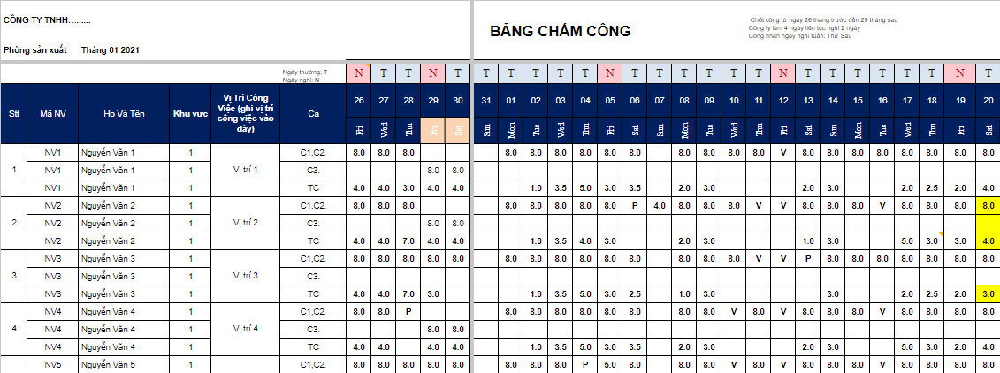 CÔNG TY TNHH.........
Phòng sản xuất Tháng 01 2021
BẢNG CHẤM CÔNG
Chốt công từ ngày 26 tháng trước đến 25 tháng sau
Công ty làm 4 ngày liên tục nghỉ 2 ngày
Công nhân ngày nghỉ tuần: Thứ Sáu
Ngày thường: T
Ngày nghỉ: N
N T T N T T T T T T N T T T T T T N T T T T T T N T
Stt Mã NV Họ Và Tên Khu vực Vị Trí Công Việc (ghi vị trí công việc vào đây) Ca 26 27 28 29 30 31 01 02 03 04 05 06 07 08 09 10 11 12 13 14 15 16 17 18 19 20
Fri Wed Thu Fri Sat Sun Mon Tue Wed Thu Fri Sat Sun Mon Tue Wed Thu Fri Sat Sun Mon Tue Wed Thu Fri Sat
NV1 Nguyễn Văn 1 1 C1,C2. 8.0 8.0 8.0 8.0 8.0 8.0 8.0 8.0 8.0 8.0 8.0 8.0 8.0 8.0 V 8.0 8.0 8.0 8.0 8.0 8.0 8.0 8.0
1 NV1 Nguyễn Văn 1 1 Vị trí 1 C3. 8.0 8.0
NV1 Nguyễn Văn 1 1 TC 4.0 4.0 3.0 4.0 4.0 1.0 3.5 5.0 3.0 3.5 2.0 3.0 2.0 3.0 2.0 2.5 2.0 4.0
NV2 Nguyễn Văn 2 1 C1,C2. 8.0 8.0 8.0 8.0 8.0 8.0 8.0 8.0 P 4.0 8.0 8.0 8.0 V V 8.0 8.0 8.0 V 8.0 8.0 8.0 8.0
2 NV2 Nguyễn Văn 2 1 Vị trí 2 C3. 8.0 8.0
NV2 Nguyễn Văn 2 1 TC 4.0 4.0 7.0 4.0 4.0 1.0 3.5 4.0 3.0 2.0 3.0 1.0 3.0 5.0 3.0 3.0 4.0
NV3 Nguyễn Văn 3 1 C1,C2. 8.0 8.0 8.0 8.0 8.0 8.0 8.0 8.0 8.0 8.0 8.0 8.0 8.0 8.0 8.0 V V P 8.0 8.0 8.0 8.0 8.0 8.0 8.0
3 NV3 Nguyễn Văn 3 1 Vị trí 3 C3.
NV3 Nguyễn Văn 3 1 TC 4.0 4.0 7.0 3.0 1.0 3.5 5.0 3.0 2.5 1.0 3.0 3.0 2.0 2.5 2.0 3.0
NV4 Nguyễn Văn 4 1 C1,C2. 8.0 8.0 P 8.0 8.0 8.0 8.0 8.0 8.0 8.0 8.0 8.0 V 8.0 V 8.0 8.0 8.0 V 8.0 8.0 8.0 8.0
4 NV4 Nguyễn Văn 4 1 Vị trí 4 C3. 8.0 8.0
NV4 Nguyễn Văn 4 1 TC 4.0 4.0 4.0 4.0 1.0 3.5 5.0 3.0 3.5 2.0 3.0 2.0 3.0 5.0 3.0 2.0 4.0
NV5 Nguyễn Văn 5 1 C1,C2. 8.0 8.0 8.0 8.0 8.0 8.0 8.0 8.0 P 5.0 8.0 8.0 8.0 V 8.0 V 8.0 8.0 8.0 V 8.0 8.0 8.0 8.0